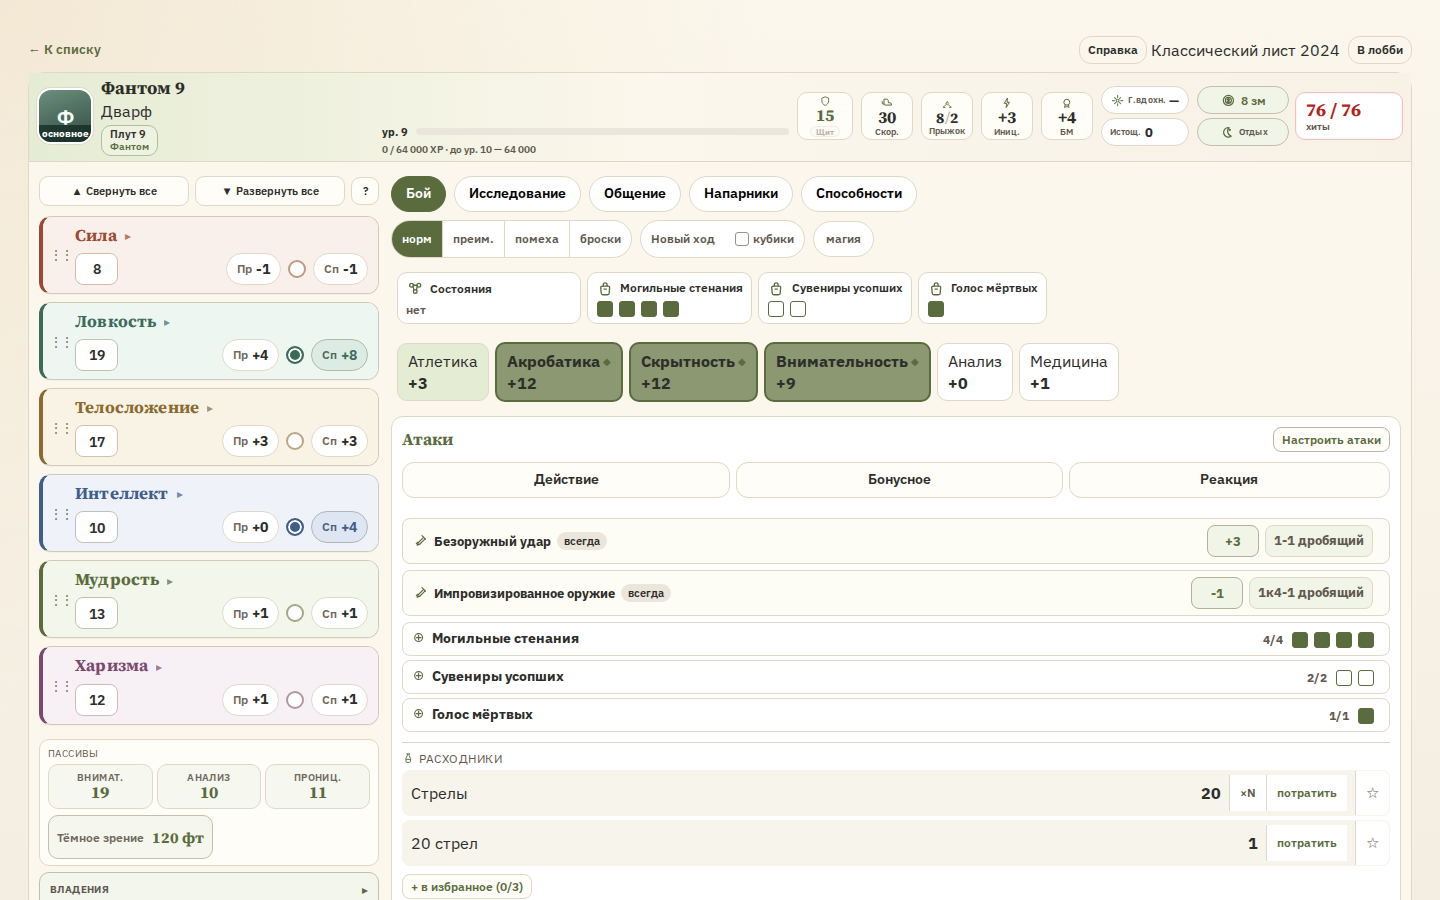 ← К списку
Справка Классический лист 2024 В лобби
Ф
основное
Фантом 9
Дварф
Плут 9
Фантом
ур. 9
0 / 64 000 XP · до ур. 10 — 64 000
15
Щит
30
Скор.
8/2
Прыжок
+3
Иниц.
+4
БМ
Г.вдохн. —
Истощ. 0
8 зм
Отдых
76 / 76
хиты
▲ Свернуть все ▼ Развернуть все ?
Сила ▸
8 Пр -1 Сп -1
Ловкость ▸
19 Пр +4 Сп +8
Телосложение ▸
17 Пр +3 Сп +3
Интеллект ▸
10 Пр +0 Сп +4
Мудрость ▸
13 Пр +1 Сп +1
Харизма ▸
12 Пр +1 Сп +1
ПАССИВЫ
ВНИМАТ. АНАЛИЗ ПРОНИЦ.
19 10 11
Тёмное зрение 120 фт
ВЛАДЕНИЯ ▸
Бой Исследование Общение Напарники Способности
норм преим. помеха броски Новый ход кубики магия
Состояния
нет
Могильные стенания
Сувениры усопших
Голос мёртвых
Атлетика
+3
Акробатика ◆
+12
Скрытность ◆
+12
Внимательность ◆
+9
Анализ
+0
Медицина
+1
Атаки Настроить атаки
Действие Бонусное Реакция
Безоружный удар всегда +3 1-1 дробящий
Импровизированное оружие всегда -1 1к4-1 дробящий
Могильные стенания 4/4
Сувениры усопших 2/2
Голос мёртвых 1/1
РАСХОДНИКИ
Стрелы 20 ×N потратить ☆
20 стрел 1 потратить ☆
+ в избранное (0/3)